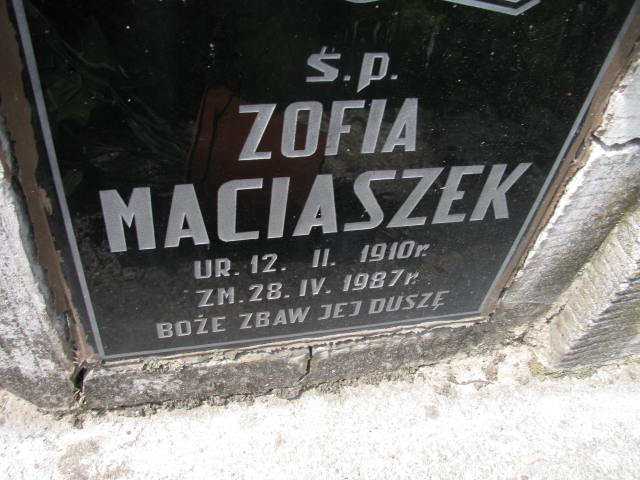 Ś.p.
ZOFIA
MACIASZEK
UR. 12. II. 1910r.
ZM. 28. IV. 1987r.
BOŻE ZBAW JEJ DUSZĘ